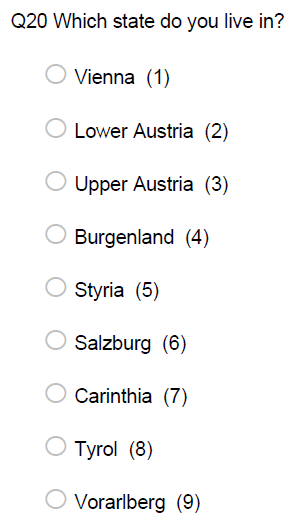 Q20 Which state do you live in?
Vienna (1)
Lower Austria (2)
Upper Austria (3)
Burgenland (4)
Styria (5)
Salzburg (6)
Carinthia (7)
Tyrol (8)
Vorarlberg (9)